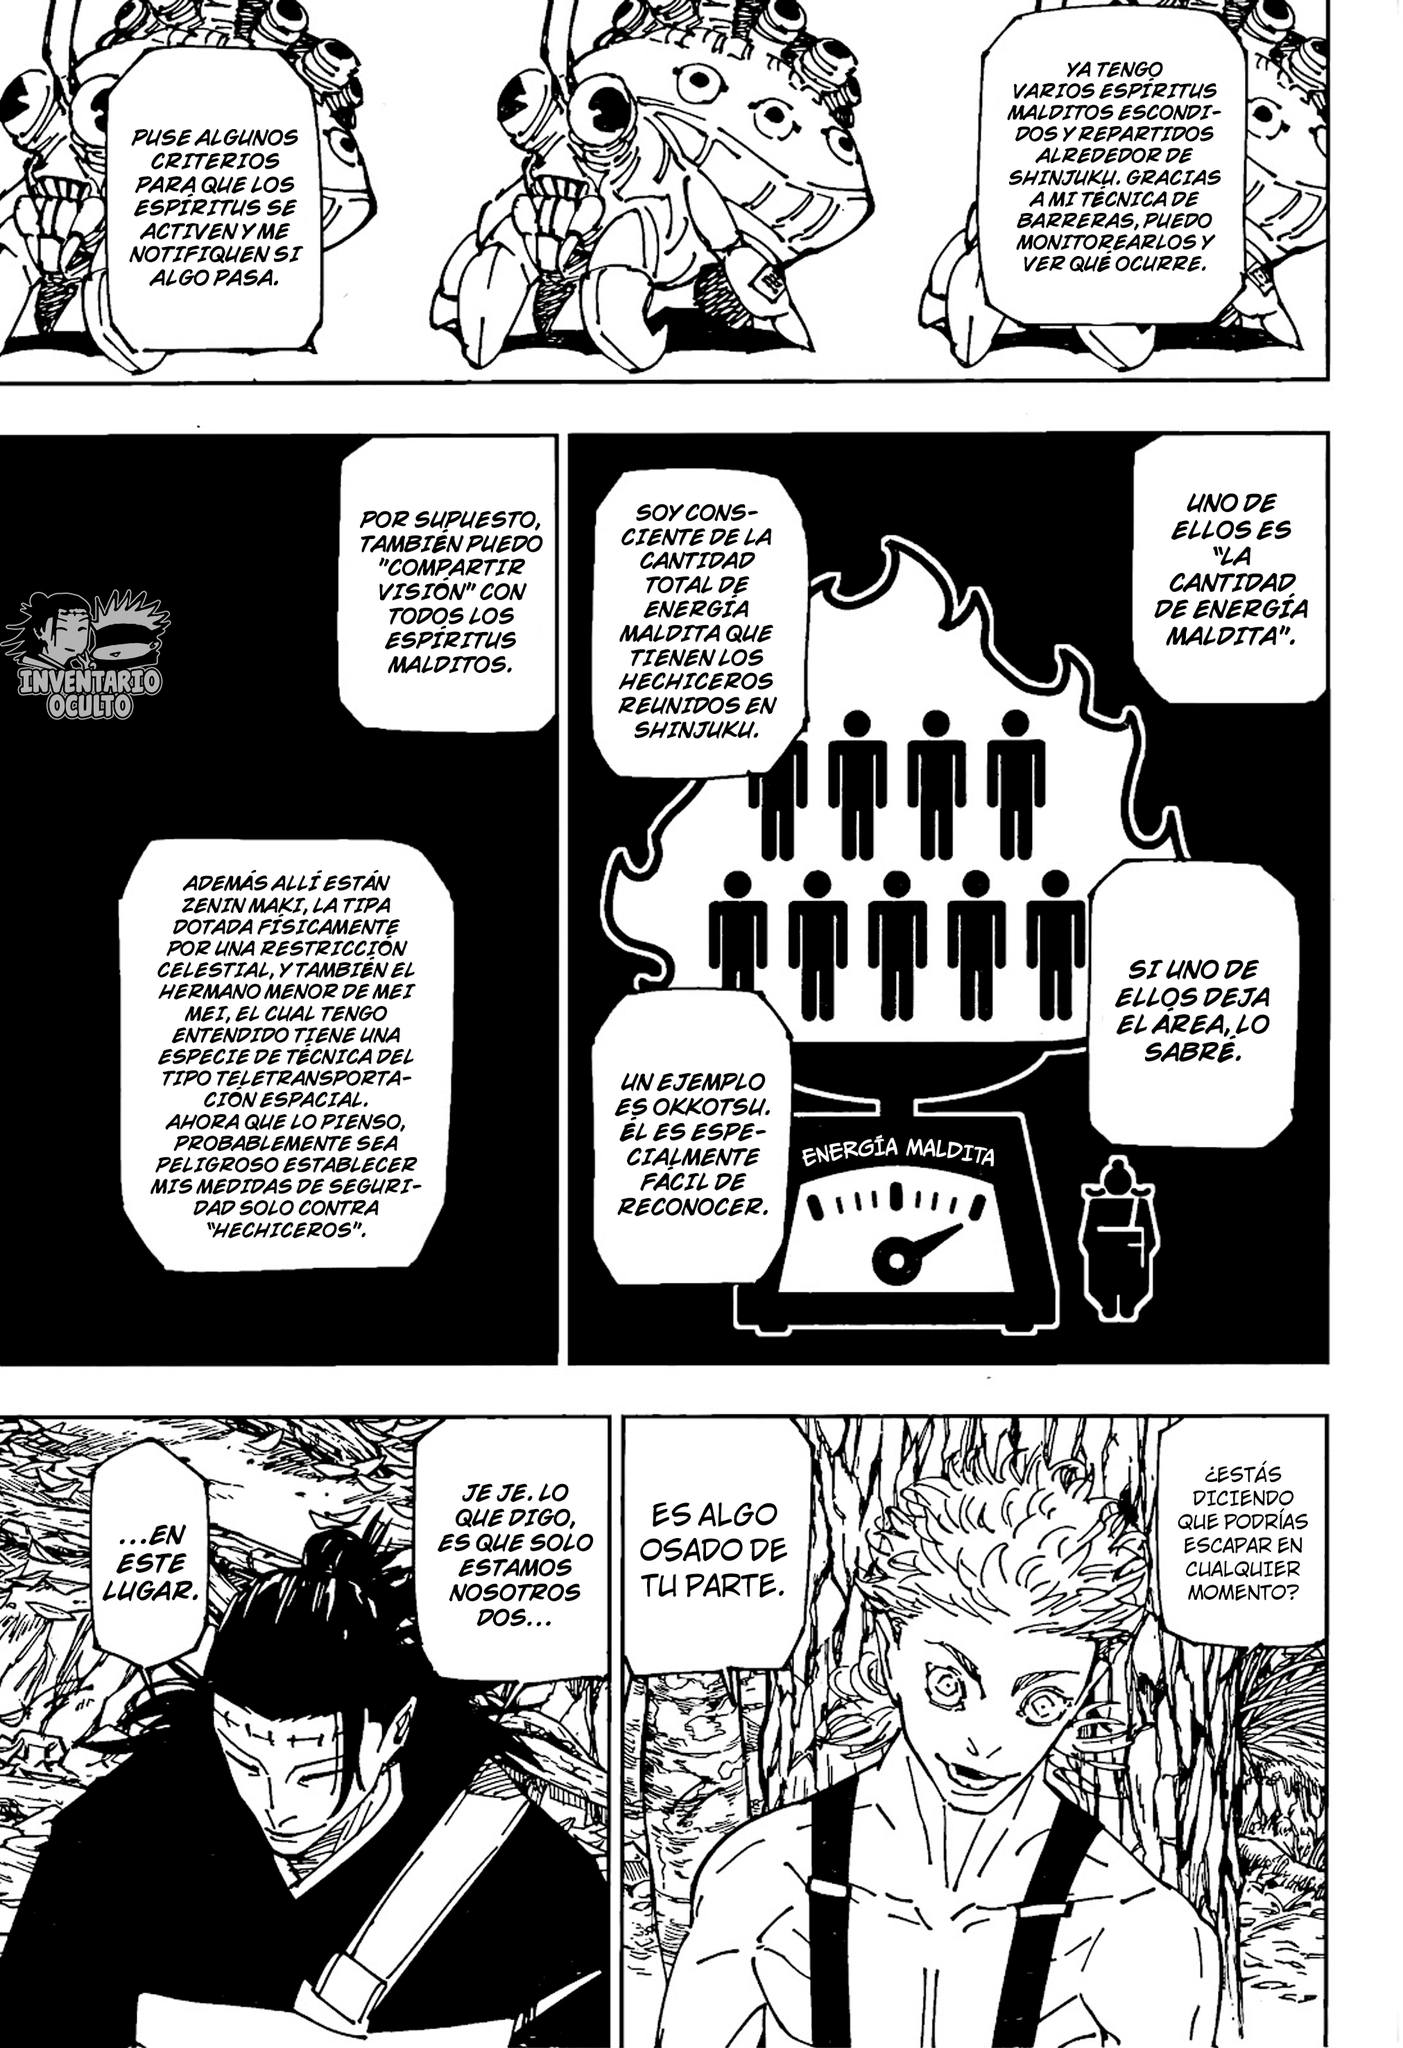 YA TENGO
VARIOS ESPÍRITUS
MALDITOS ESCONDI-
DOS Y REPARTIDOS
ALREDEDOR DE
SHINJUKU. GRACIAS
A MI TÉCNICA DE
BARRERAS, PUEDO
MONITOREARLOS Y
VER QUÉ OCURRE.
PUSE ALGUNOS
CRITERIOS
PARA QUE LOS
ESPÍRITUS SE
ACTIVEN Y ME
NOTIFIQUEN SI
ALGO PASA.
UNO DE
ELLOS ES
"LA
CANTIDAD
DE ENERGÍA
MALDITA".
SOY CONS-
CIENTE DE LA
CANTIDAD
TOTAL DE
ENERGÍA
MALDITA QUE
TIENEN LOS
HECHICEROS
REUNIDOS EN
SHINJUKU.
SI UNO DE
ELLOS DEJA
EL ÁREA, LO
SABRÉ.
UN EJEMPLO
ES OKKOTSU.
ÉL ES ESPE-
CIALMENTE
FÁCIL DE
RECONOCER.
ENERGÍA MALDITA
POR SUPUESTO,
TAMBIÉN PUEDO
"COMPARTIR
VISIÓN" CON
TODOS LOS
ESPÍRITUS
MALDITOS.
INVENTARIO
OCULTO
ADEMÁS ALLÍ ESTÁN
ZENIN MAKI, LA TIPA
DOTADA FÍSICAMENTE
POR UNA RESTRICCIÓN
CELESTIAL, Y TAMBIÉN EL
HERMANO MENOR DE MEI
MEI, EL CUAL TENGO
ENTENDIDO TIENE UNA
ESPECIE DE TÉCNICA DEL
TIPO TELETRANSPORTA-
CIÓN ESPACIAL.
AHORA QUE LO PIENSO,
PROBABLEMENTE SEA
PELIGROSO ESTABLECER
MIS MEDIDAS DE SEGURI-
DAD SOLO CONTRA
"HECHICEROS".
¿ESTÁS
DICIENDO
QUE PODRÍAS
ESCAPAR EN
CUALQUIER
MOMENTO?
ES ALGO
OSADO DE
TU PARTE.
JE JE. LO
QUE DIGO,
ES QUE SOLO
ESTAMOS
NOSOTROS
DOS...
...EN
ESTE
LUGAR.